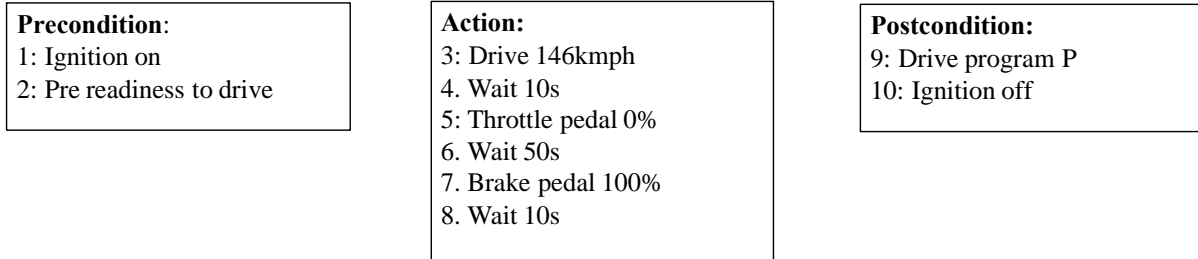 Precondition:
1: Ignition on
2: Pre readiness to drive
Action:
3: Drive 146kmph
4. Wait 10s
5: Throttle pedal 0%
6. Wait 50s
7. Brake pedal 100%
8. Wait 10s
Postcondition:
9: Drive program P
10: Ignition off